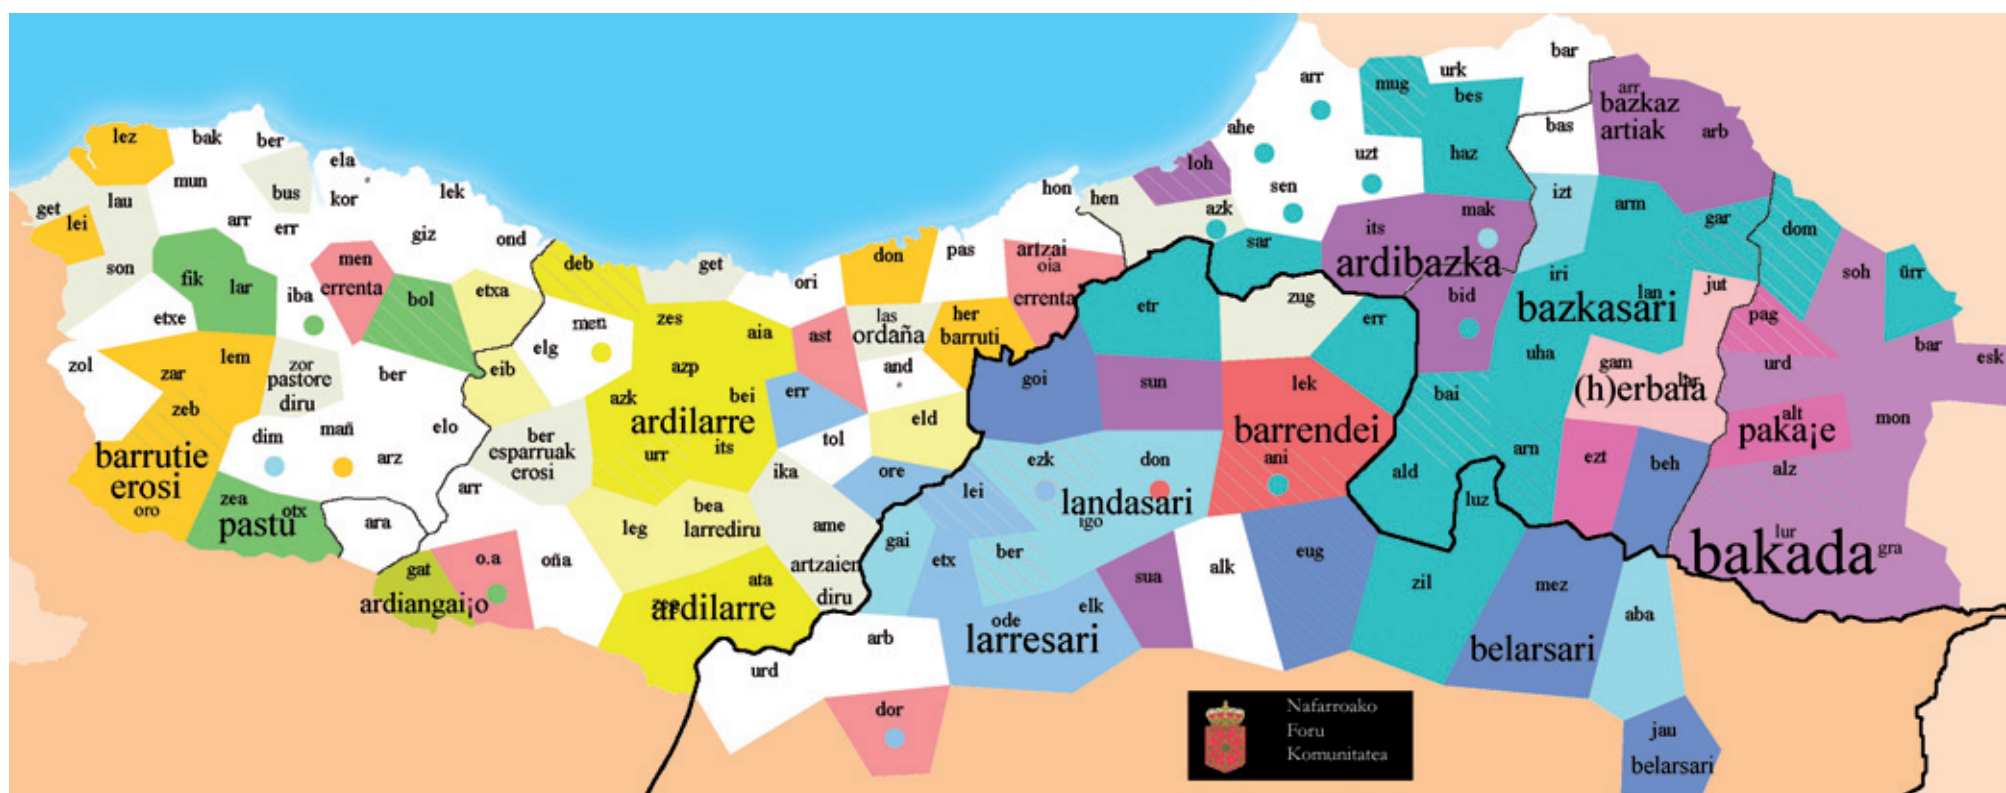 lez
bak
ber
ela
mun
bus
kor
lek
get
lau
lei
arr
err
giz
ond
son
fik
lar
men
errenta
iba
bol
etxa
etxe
zol
zar
lem
zor
pastore
diru
ber
zeb
dim
mañ
elo
arz
barrutie
erosi
oro
zea
otx
pastu
ara
deb
get
ori
don
pas
hon
artzai
oia
errenta
men
elg
zes
aia
ast
las
ordaña
her
barruti
eib
azp
azk
bei
err
and
eld
ardilarre
its
urr
tol
ber
esparruak
erosi
arr
ika
ore
leg
bea
larrediru
ame
artzaien
diru
gat
o.a
oña
ardiangai¡o
ata
ardilarre
hen
loh
ahe
arr
mug
urk
bar
bes
haz
uzt
sen
azk
sar
its
mak
ardibazka
bid
bas
izt
arr
bazkaz
artiak
arb
arm
gar
dom
iri
lan
bazkasari
jut
soh
ürr
pag
uha
gam
(h)erbaia
urd
bar
esk
bai
alt
paka¡e
mon
arn
ezt
beh
alz
ald
luz
lur
bakada
gra
etr
zug
err
goi
sun
lek
barrendei
ani
ezk
don
lei
landasari
igo
gai
etx
ber
sua
alk
eug
zil
mez
aba
ode
elk
larresari
belarsari
arb
urd
dor
jau
belarsari
Nafarroako
Foru
Komunitatea